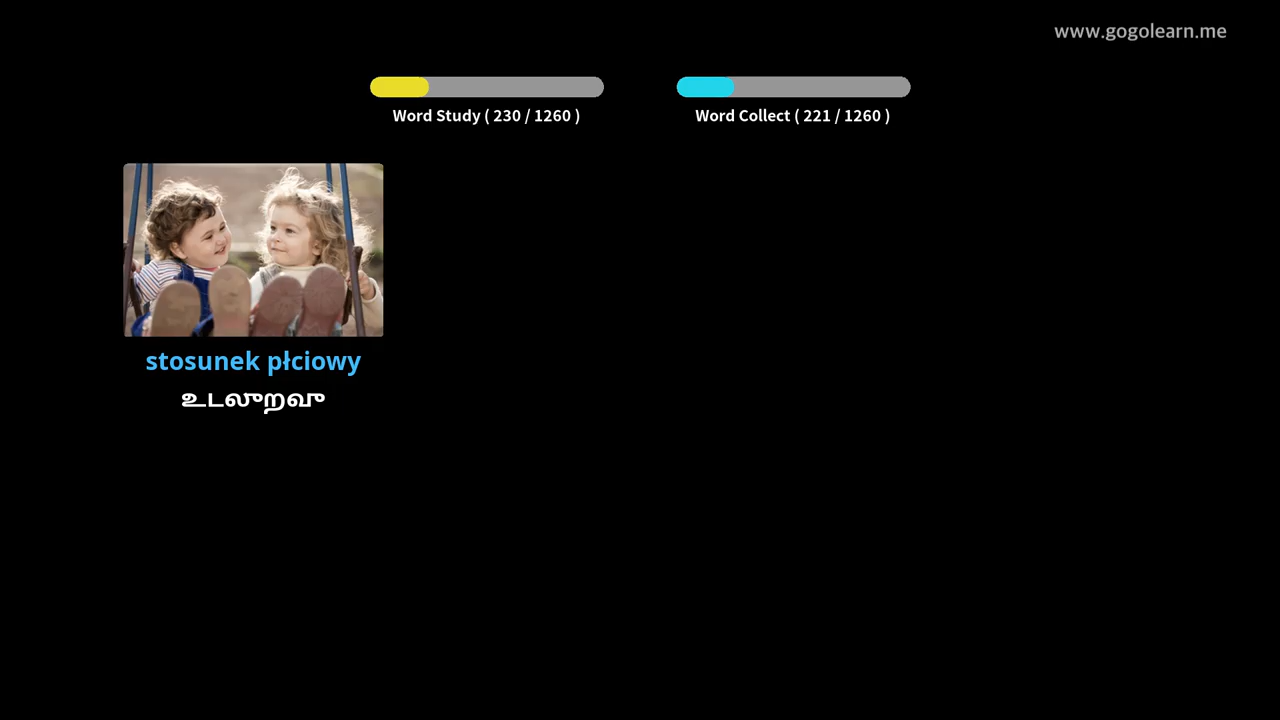 www.gogolearn.me
Word Study ( 230 / 1260 )
Word Collect ( 221 / 1260 )
stosunek płciowy
உடலுறவு